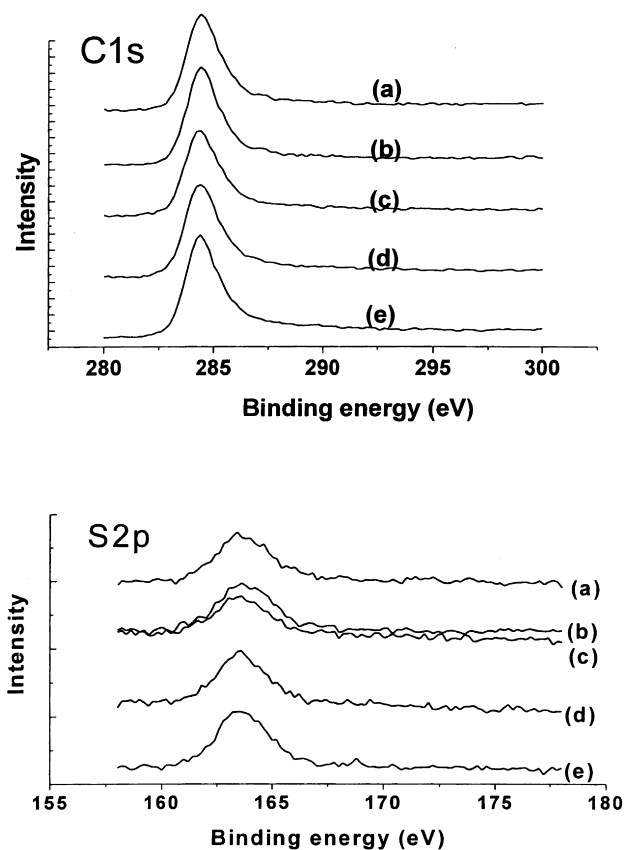 C1s
(a)
(b)
(c)
(d)
(e)
Intensity
280 285 290 295 300
Binding energy (eV)
S2p
(a)
(b)
(c)
(d)
(e)
Intensity
155 160 165 170 175 180
Binding energy (eV)